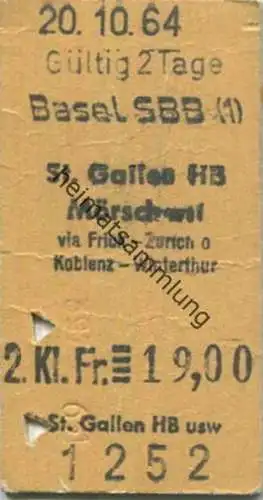 20.10.64
Gültig 2 Tage
Basel SBB (1)
St. Gallen HB
Mörschwil
via Frick-Zürich o
Koblenz-Winterthur
2. Kl. Fr. 19,00
St. Gallen HB usw
1252
heimatsammlung